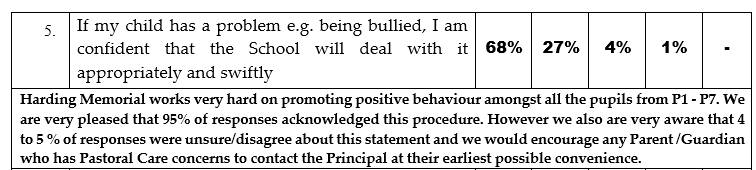 5. If my child has a problem e.g. being bullied, I am
confident that the School will deal with it 68% 27% 4% 1% -
appropriately and swiftly
Harding Memorial works very hard on promoting positive behaviour amongst all the pupils from P1 - P7. We
are very pleased that 95% of responses acknowledged this procedure. However we also are very aware that 4
to 5 % of responses were unsure/disagree about this statement and we would encourage any Parent /Guardian
who has Pastoral Care concerns to contact the Principal at their earliest possible convenience.